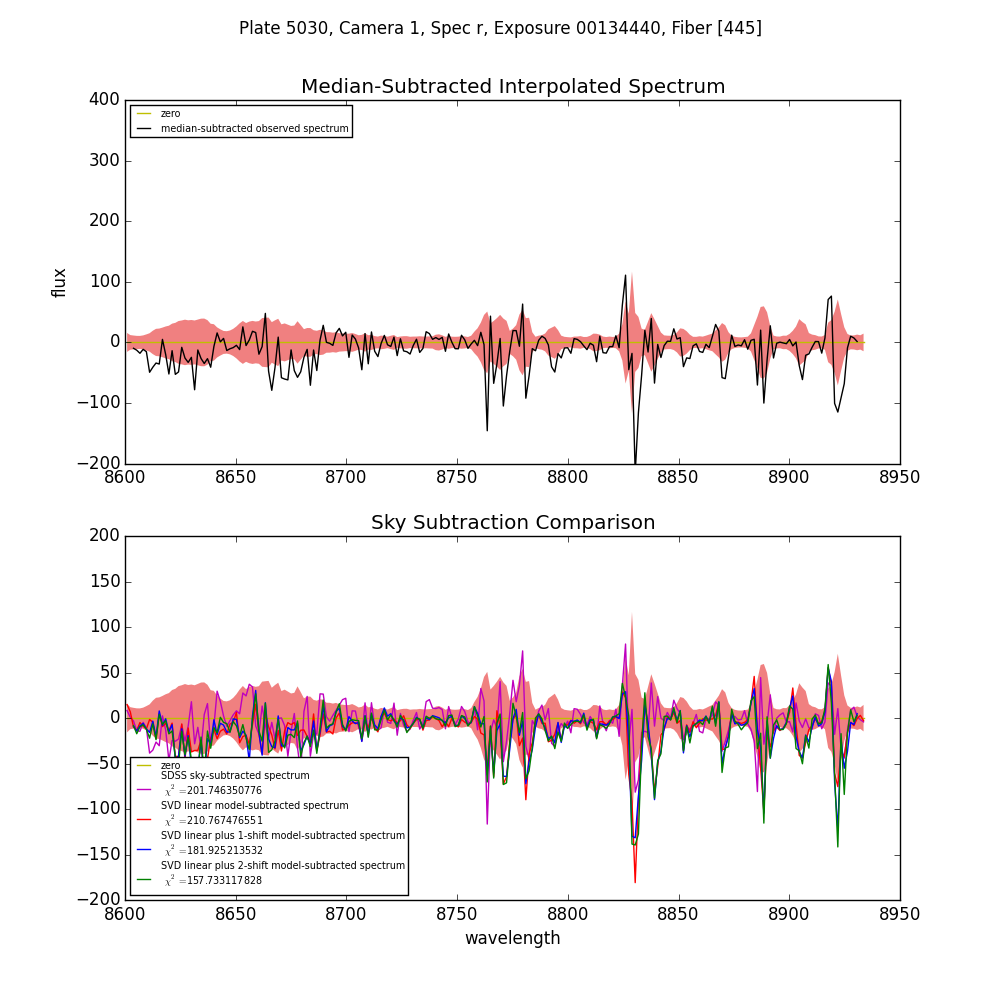 Plate 5030, Camera 1, Spec r, Exposure 00134440, Fiber [445]
Median-Subtracted Interpolated Spectrum
400
300
200
100
0
−100
−200
flux
zero
median-subtracted observed spectrum
8600 8650 8700 8750 8800 8850 8900 8950
Sky Subtraction Comparison
200
150
100
50
0
−50
−100
−150
−200
zero
SDSS sky-subtracted spectrum
χ² =201.746350776
SVD linear model-subtracted spectrum
χ² =210.767476551
SVD linear plus 1-shift model-subtracted spectrum
χ² =181.925213532
SVD linear plus 2-shift model-subtracted spectrum
χ² =157.733117828
8600 8650 8700 8750 8800 8850 8900 8950
wavelength